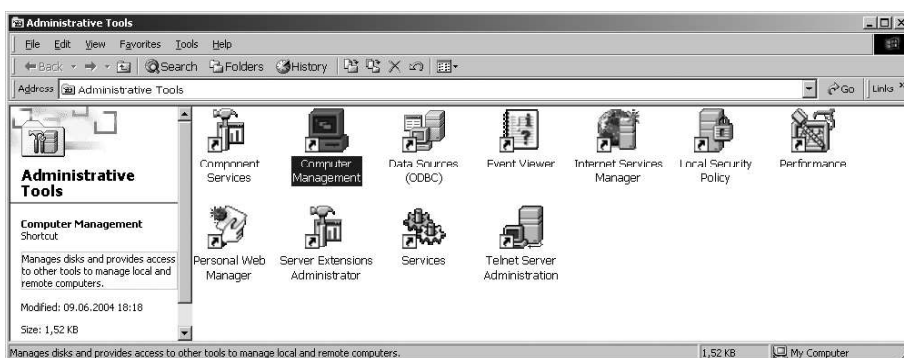 Administrative Tools
File Edit View Favorites Tools Help
Back Search Folders History
Address Administrative Tools Go Links »
Administrative
Tools
Computer Management
Shortcut
Manages disks and provides access
to other tools to manage local and
remote computers.
Modified: 09.06.2004 18:18
Size: 1,52 KB
Component
Services
Computer
Management
Data Sources
(ODBC)
Event Viewer
Internet Services
Manager
Local Security
Policy
Performance
Personal Web
Manager
Server Extensions
Administrator
Services
Telnet Server
Administration
Manages disks and provides access to other tools to manage local and remote computers. 1,52 KB My Computer